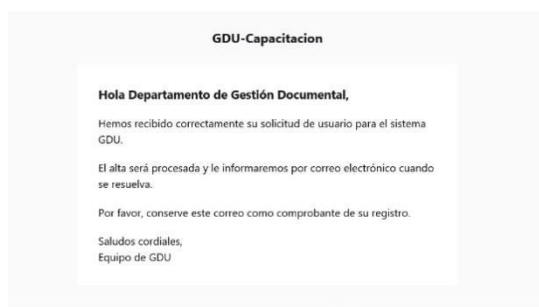 GDU-Capacitacion
Hola Departamento de Gestión Documental,
Hemos recibido correctamente su solicitud de usuario para el sistema
GDU.
El alta será procesada y le informaremos por correo electrónico cuando
se resuelva.
Por favor, conserve este correo como comprobante de su registro.
Saludos cordiales,
Equipo de GDU